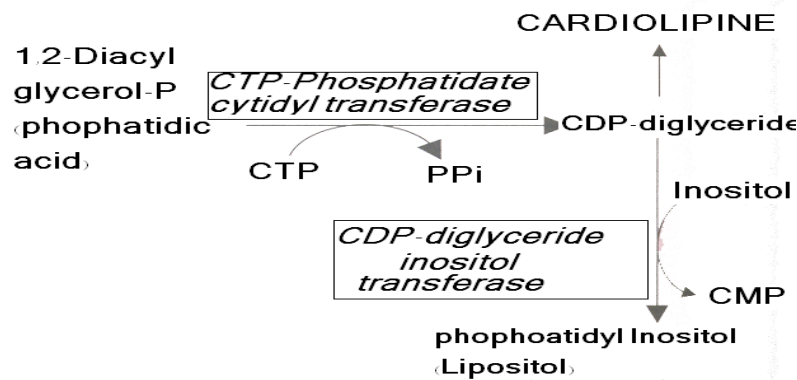 CARDIOLIPINE
1,2-Diacyl
glycerol-P
(phophatidic
acid)
CTP-Phosphatidate
cytidyl transferase
CDP-diglyceride
CTP
PPi
Inositol
CDP-diglyceride
inositol
transferase
CMP
phophoatidyl Inositol
(Lipositol)